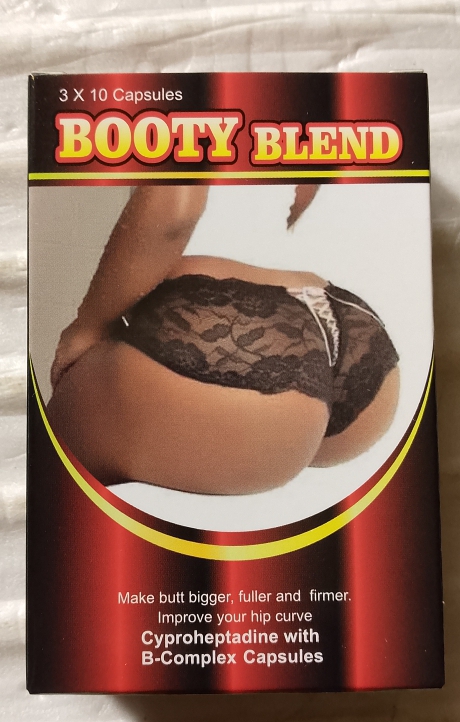 3 X 10 Capsules
BOOTY BLEND
Make butt bigger, fuller and firmer.
Improve your hip curve
Cyproheptadine with
B-Complex Capsules